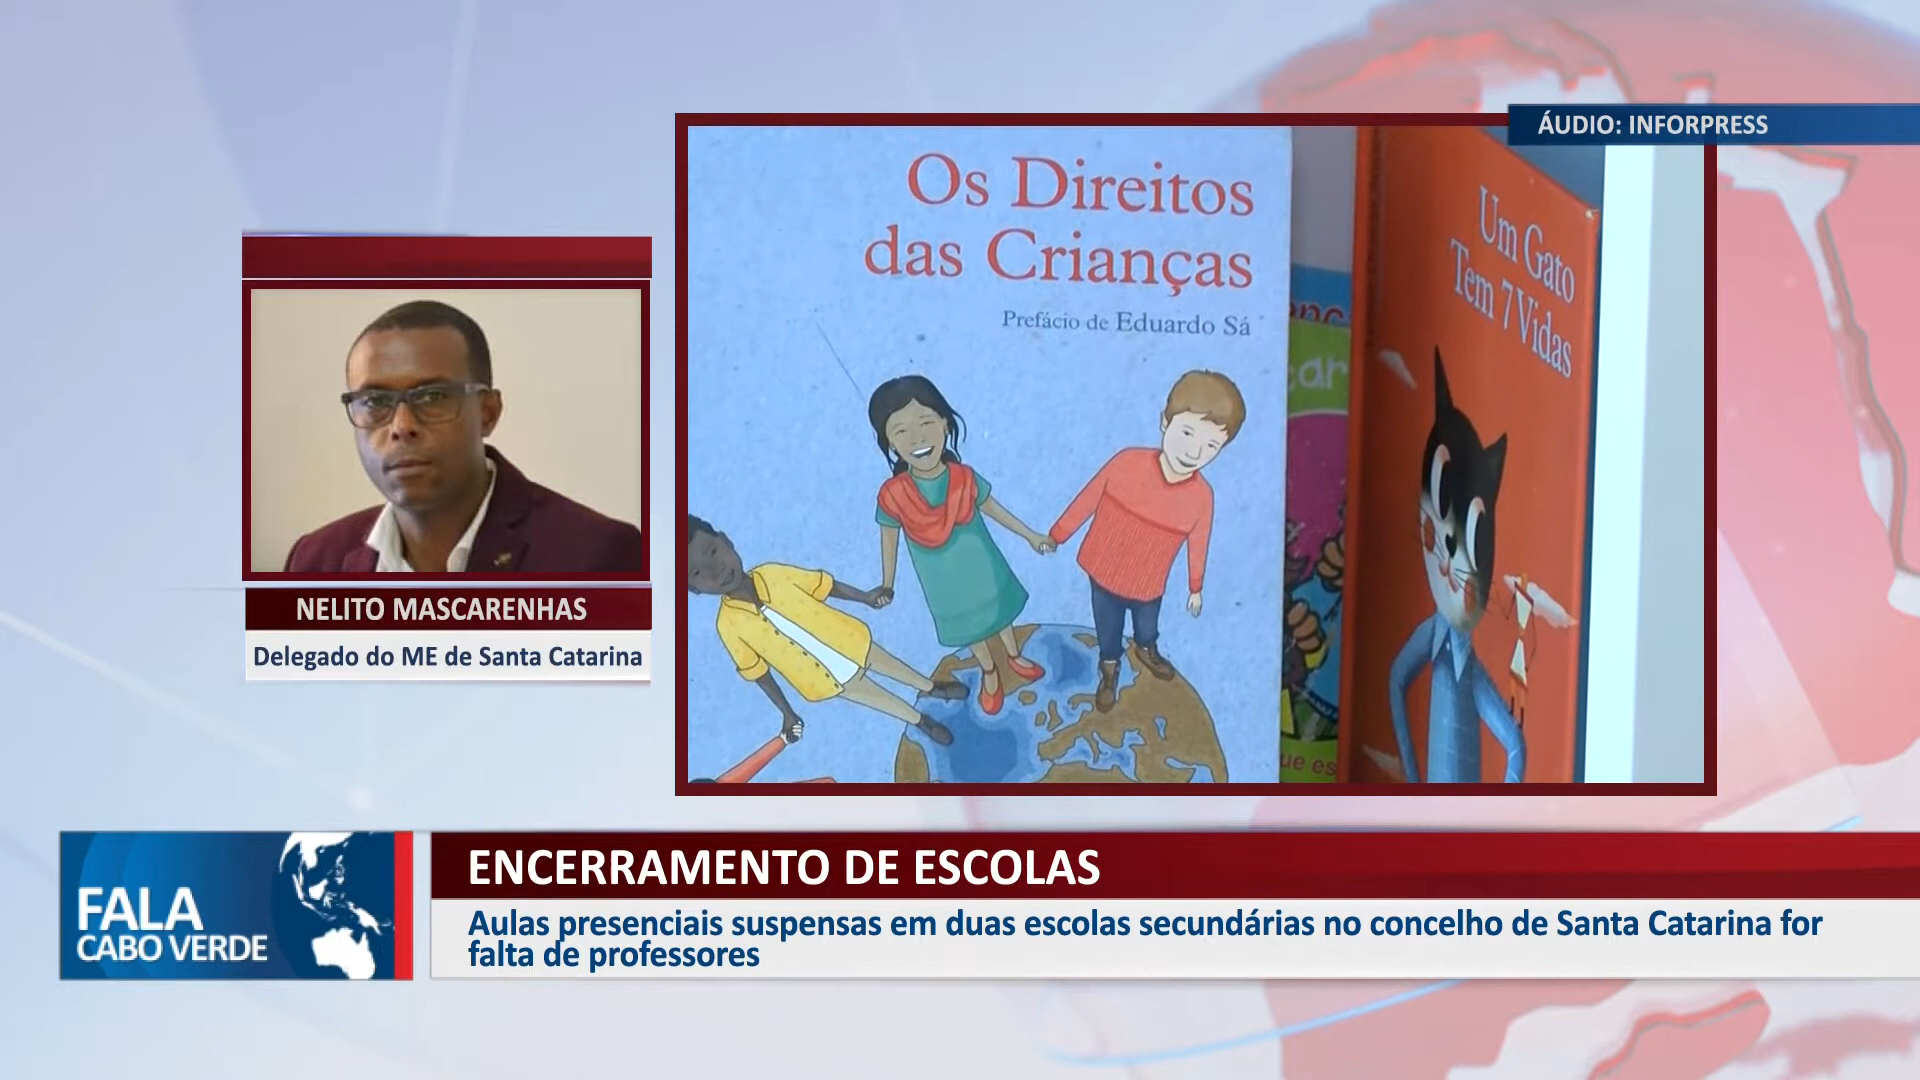 ÁUDIO: INFORPRESS
Os Direitos
das Crianças
Prefácio de Eduardo Sá
Um Gato
Tem 7 Vidas
NELITO MASCARENHAS
Delegado do ME de Santa Catarina
FALA
CABO VERDE
ENCERRAMENTO DE ESCOLAS
Aulas presenciais suspensas em duas escolas secundárias no concelho de Santa Catarina for
falta de professores